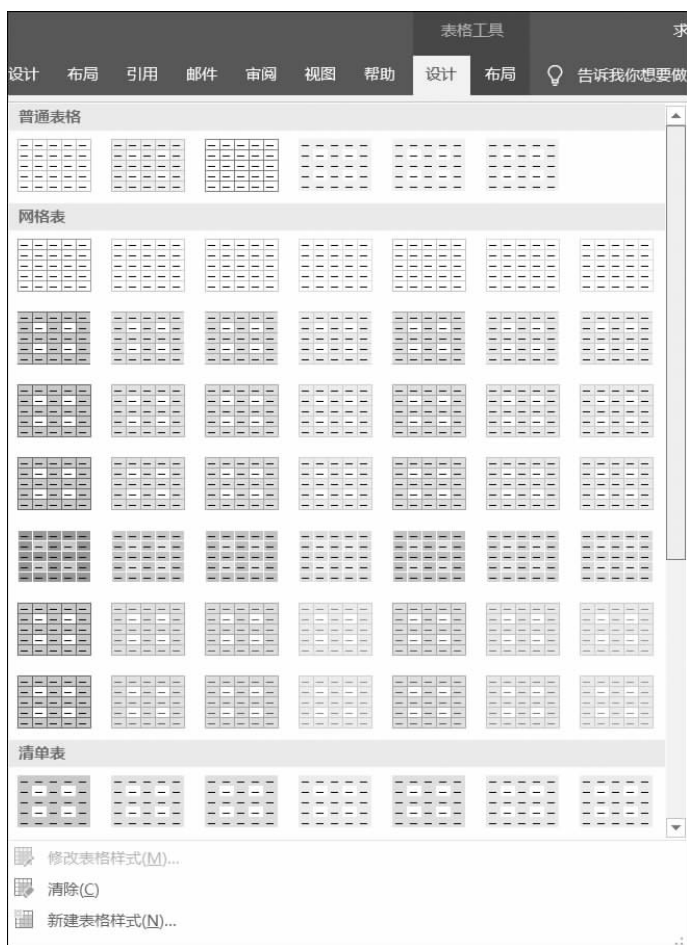 表格工具 求
设计 布局 引用 邮件 审阅 视图 帮助 设计 布局 告诉我你想要做
普通表格
网格表
清单表
修改表格样式(M)...
清除(C)
新建表格样式(N)...